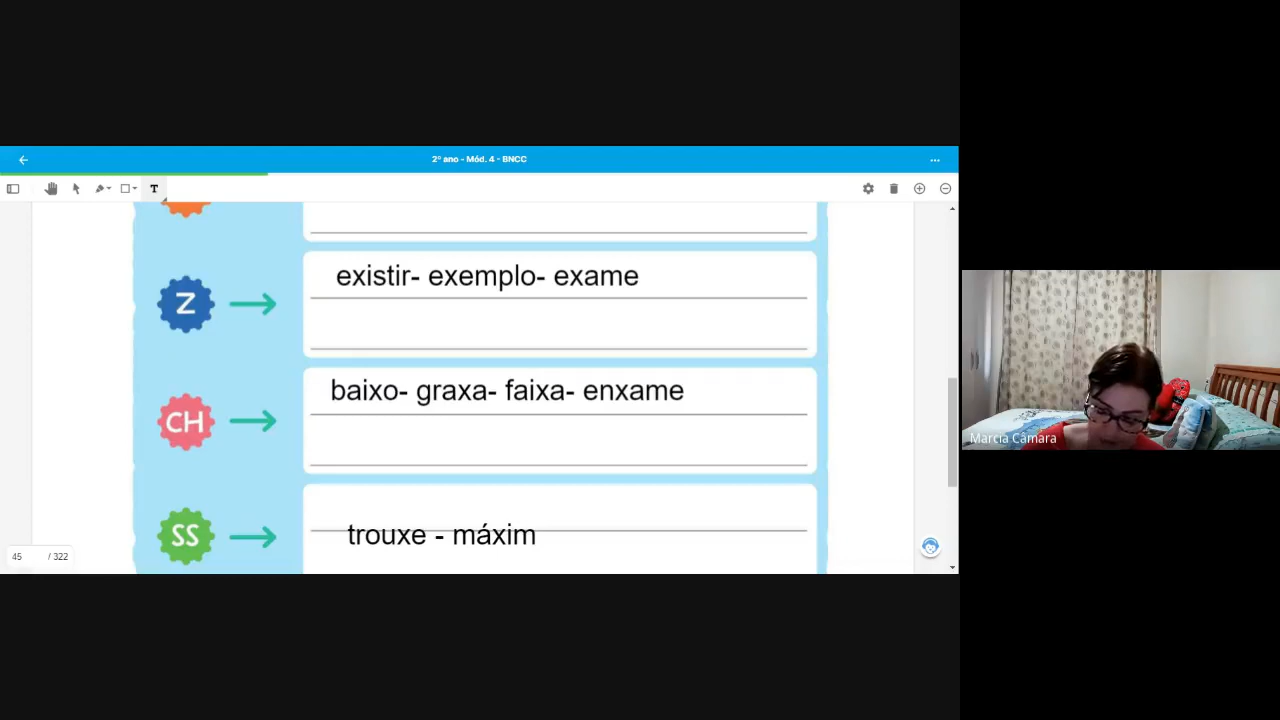 2º ano - Mód. 4 - BNCC
T
existir- exemplo- exame
Z
baixo- graxa- faixa- enxame
CH
trouxe - máxim
SS
45 / 322
Marcia Câmara